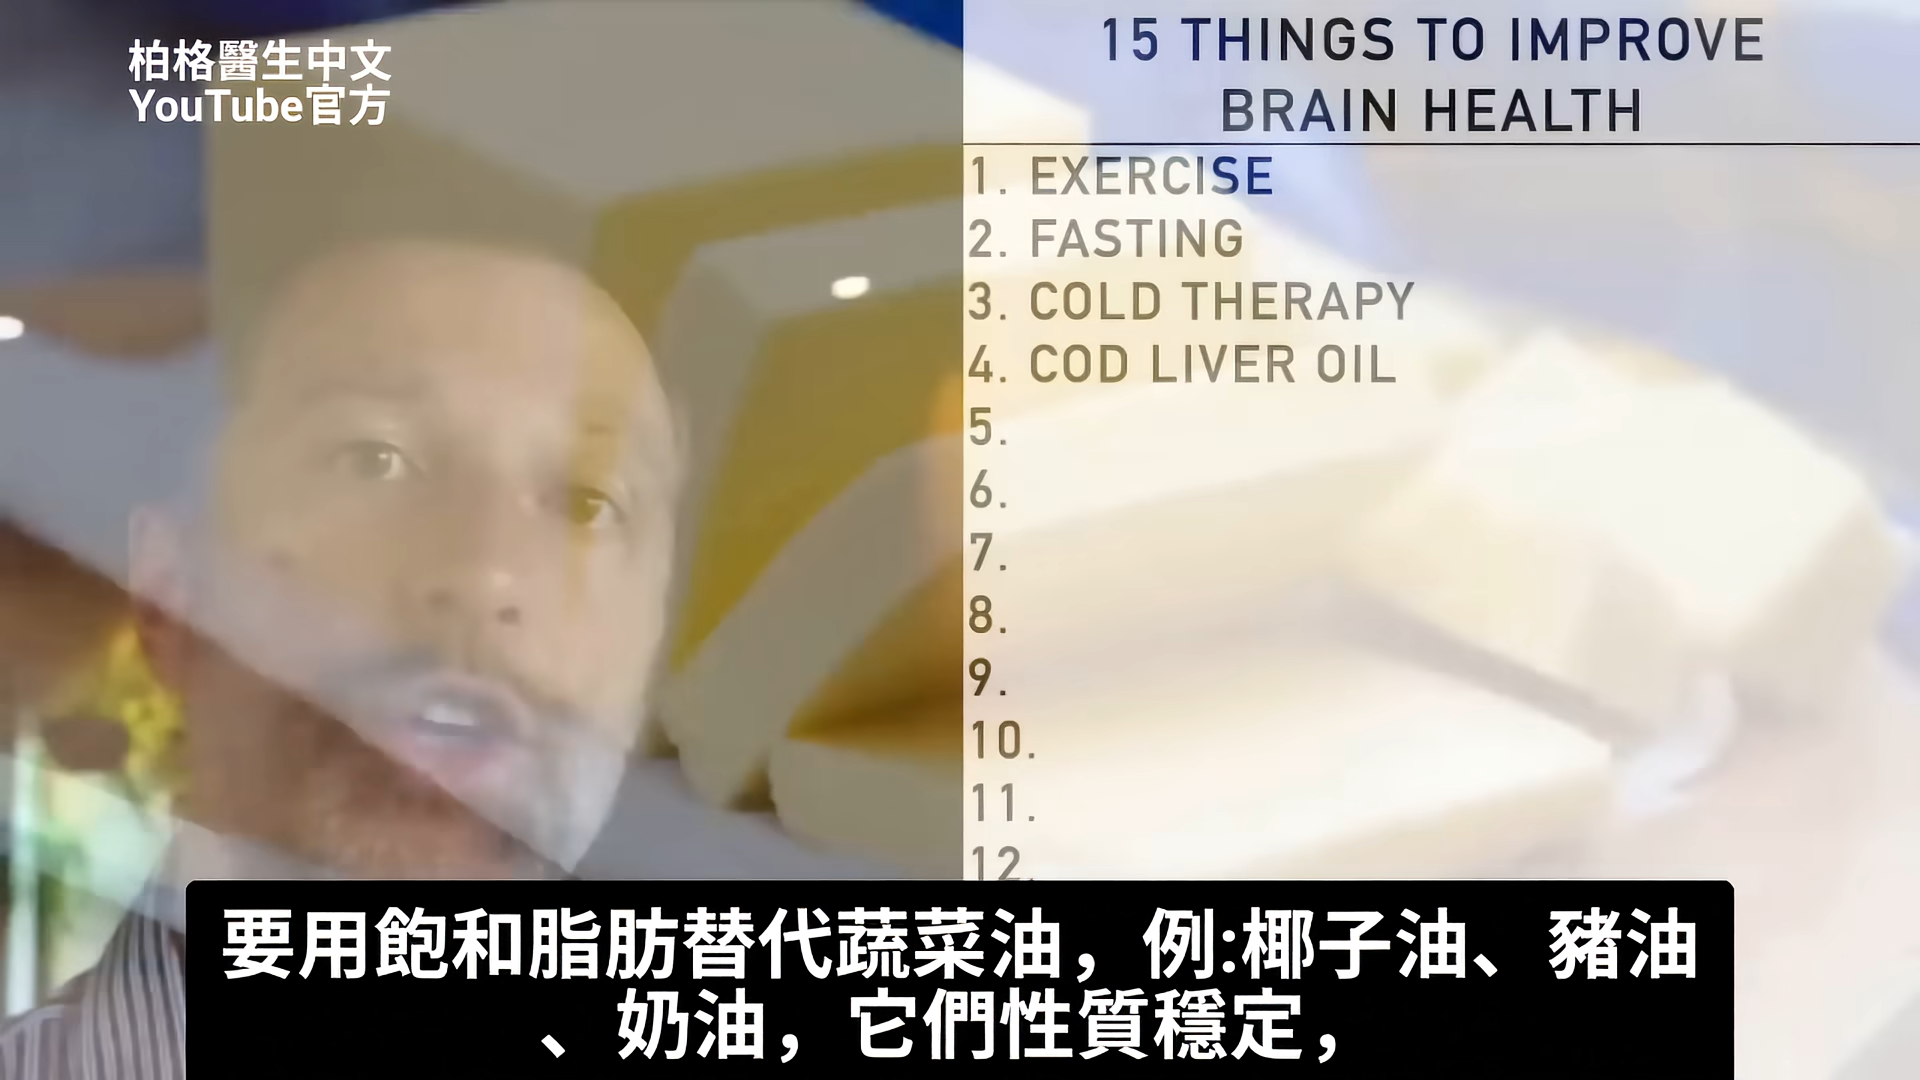 柏格醫生中文
YouTube官方
15 THINGS TO IMPROVE
BRAIN HEALTH
1. EXERCISE
2. FASTING
3. COLD THERAPY
4. COD LIVER OIL
5.
6.
7.
8.
9.
10.
11.
12.
要用飽和脂肪替代蔬菜油，例:椰子油、豬油
、奶油，它們性質穩定，